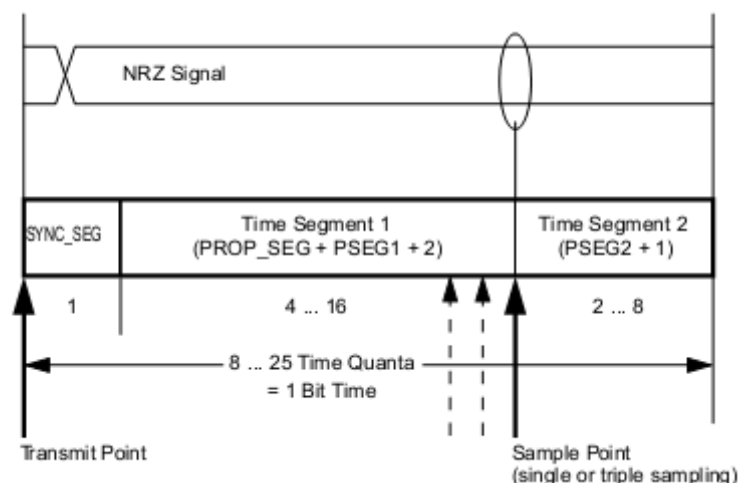 NRZ Signal
SYNC_SEG
Time Segment 1
(PROP_SEG + PSEG1 + 2)
Time Segment 2
(PSEG2 + 1)
1
4 ... 16
2 ... 8
8 ... 25 Time Quanta
= 1 Bit Time
Transmit Point
Sample Point
(single or triple sampling)